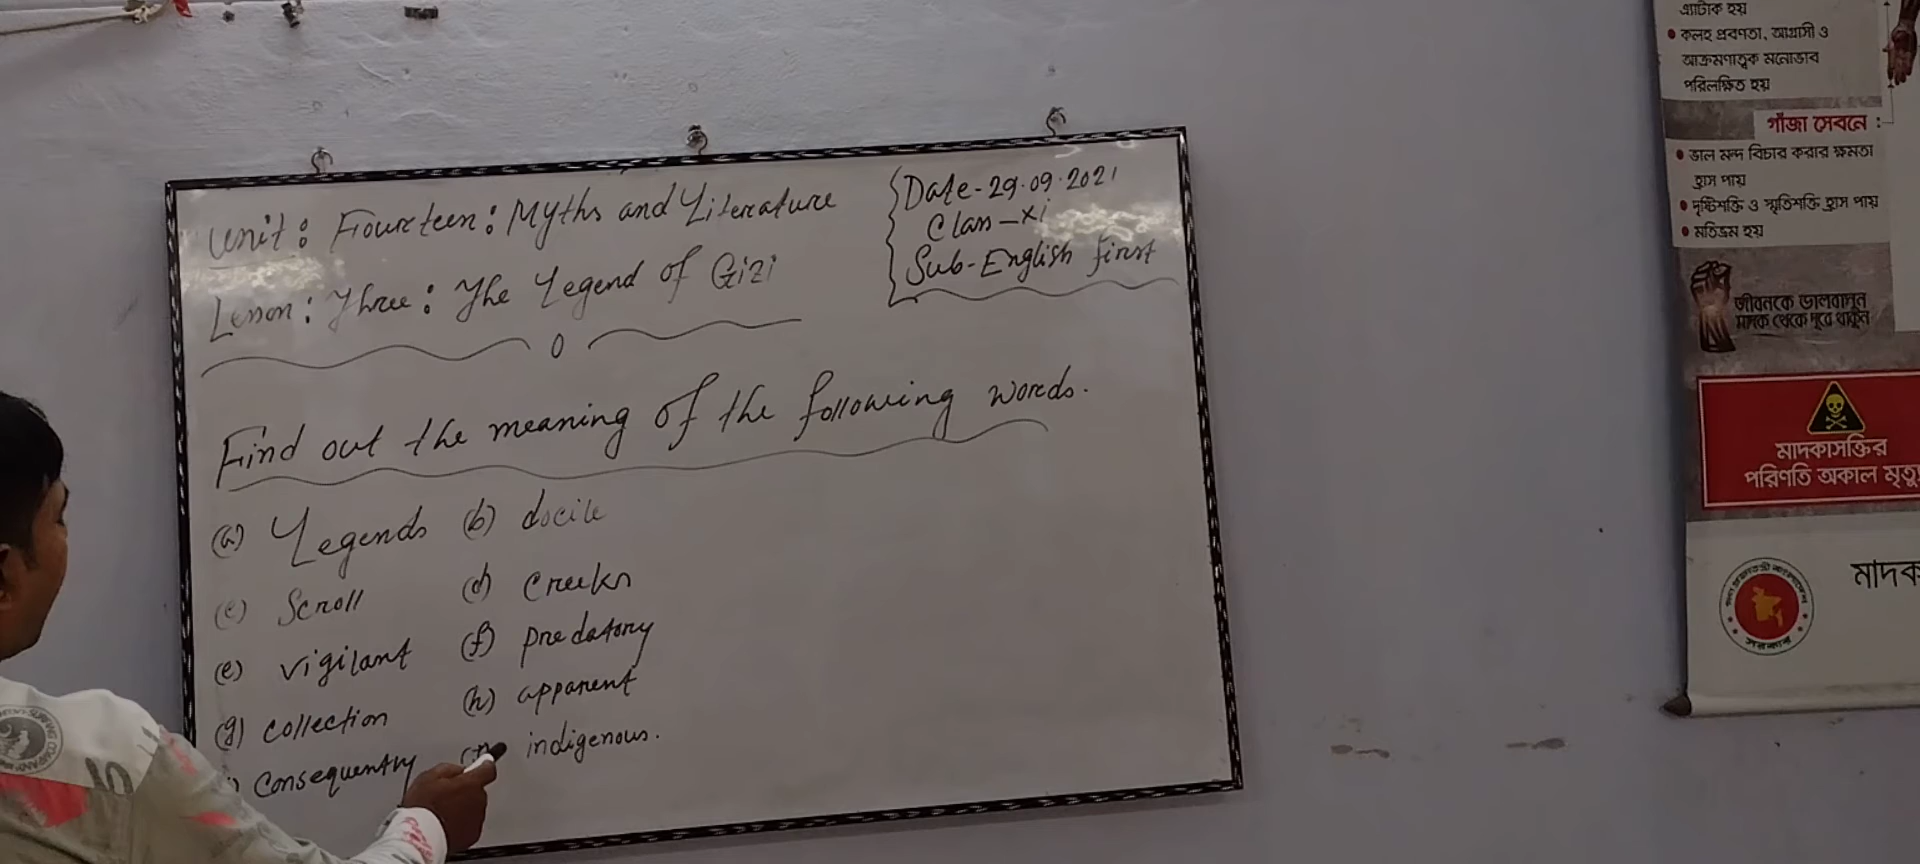 Unit: Fourteen: Myths and Literature
Lesson: Three: The Legend of Gizi
Date-29.09.2021
Class-xi
Sub-English First
Find out the meaning of the following words.
(a) Legends (b) docile
(c) Scroll (d) Creeks
(e) vigilant (f) predatory
(g) collection (h) apparent
consequently indigenous.
এ্যাটাক হয়
• কলহ প্রবণতা, আগ্রাসী ও
আক্রমণাত্বক মনোভাব
পরিলক্ষিত হয়
গাঁজা সেবনে :
• ভাল মন্দ বিচার করার ক্ষমতা
হ্রাস পায়
• দৃষ্টিশক্তি ও স্মৃতিশক্তি হ্রাস পায়
• মতিভ্রম হয়
জীবনকে ভালবাসুন
মাদক থেকে দূরে থাকুন
মাদকাসক্তির
পরিণতি অকাল মৃত্যু
মাদক